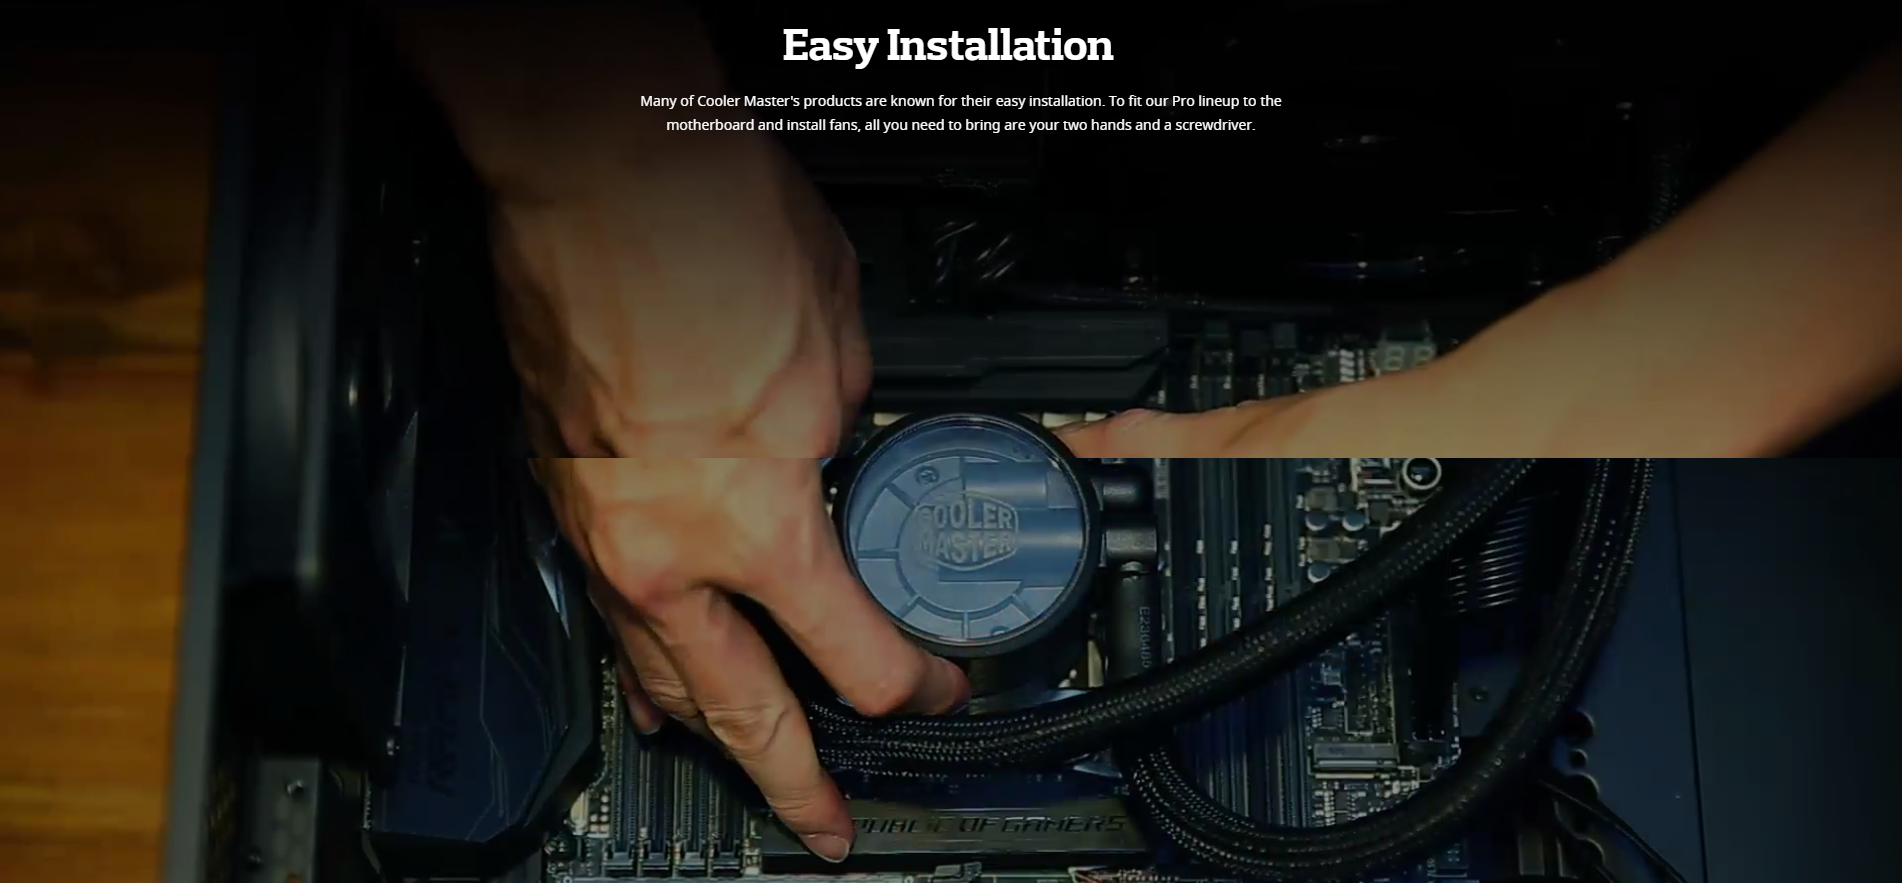 Easy Installation
Many of Cooler Master's products are known for their easy installation. To fit our Pro lineup to the
motherboard and install fans, all you need to bring are your two hands and a screwdriver.
88
COOLER
MASTER
OF GAMERS